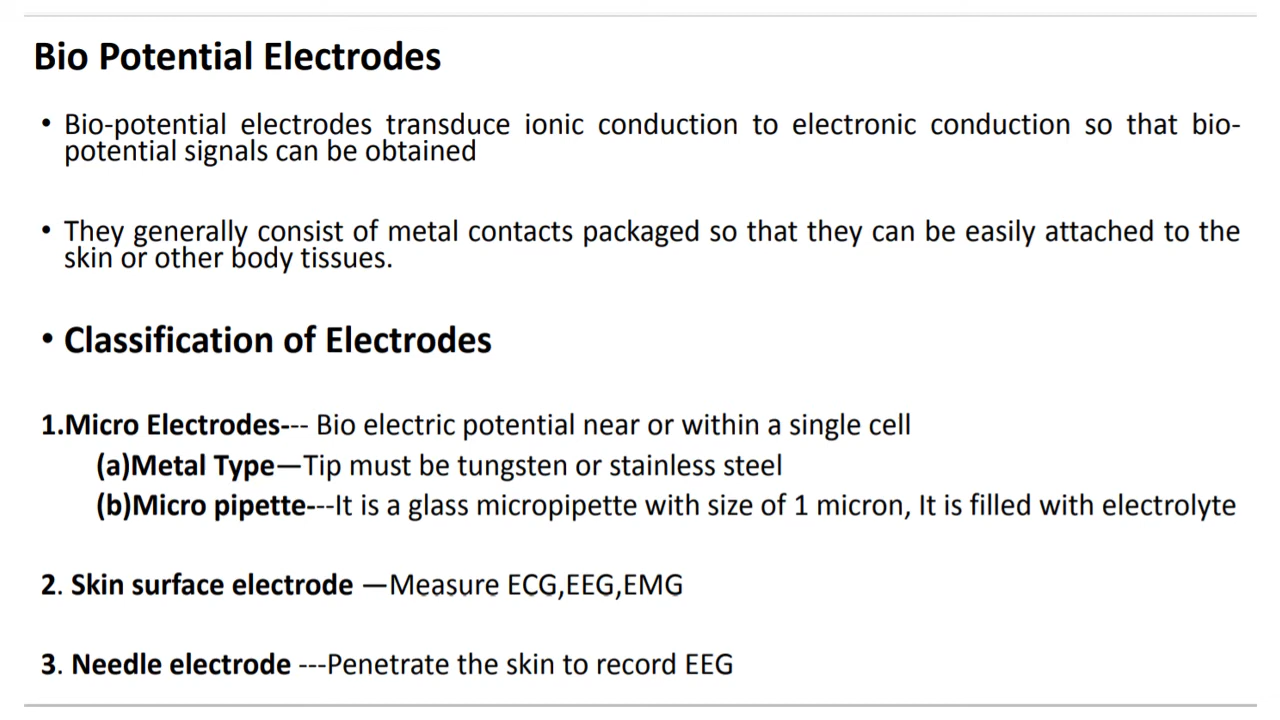 Bio Potential Electrodes
• Bio-potential electrodes transduce ionic conduction to electronic conduction so that bio-
potential signals can be obtained
• They generally consist of metal contacts packaged so that they can be easily attached to the
skin or other body tissues.
• Classification of Electrodes
1.Micro Electrodes--- Bio electric potential near or within a single cell
(a)Metal Type—Tip must be tungsten or stainless steel
(b)Micro pipette---It is a glass micropipette with size of 1 micron, It is filled with electrolyte
2. Skin surface electrode —Measure ECG,EEG,EMG
3. Needle electrode ---Penetrate the skin to record EEG